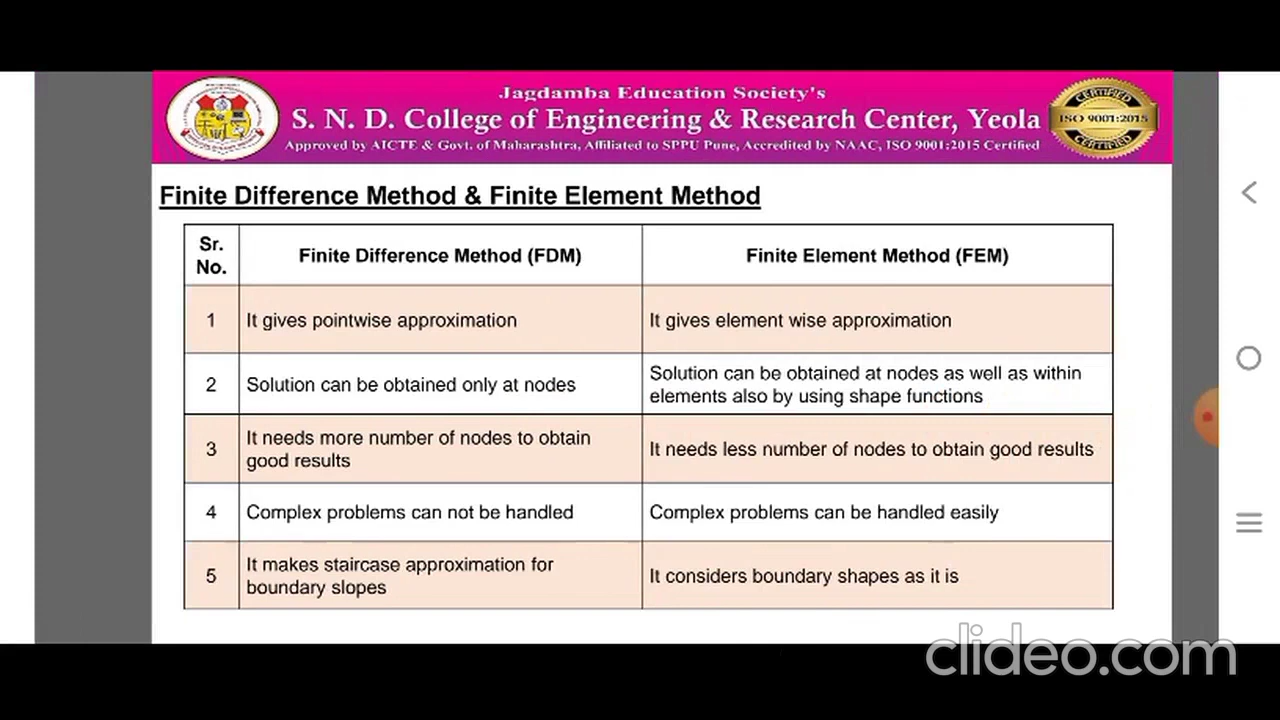 Jagdamba Education Society's
S. N. D. College of Engineering & Research Center, Yeola
Approved by AICTE & Govt. of Maharashtra, Affiliated to SPPU Pune, Accredited by NAAC, ISO 9001:2015 Certified
CERTIFIED
ISO 9001:2015
CERTIFIED
Finite Difference Method & Finite Element Method
Sr.
No.
Finite Difference Method (FDM)
Finite Element Method (FEM)
1
It gives pointwise approximation
It gives element wise approximation
2
Solution can be obtained only at nodes
Solution can be obtained at nodes as well as within
elements also by using shape functions
3
It needs more number of nodes to obtain
good results
It needs less number of nodes to obtain good results
4
Complex problems can not be handled
Complex problems can be handled easily
5
It makes staircase approximation for
boundary slopes
It considers boundary shapes as it is
clideo.com